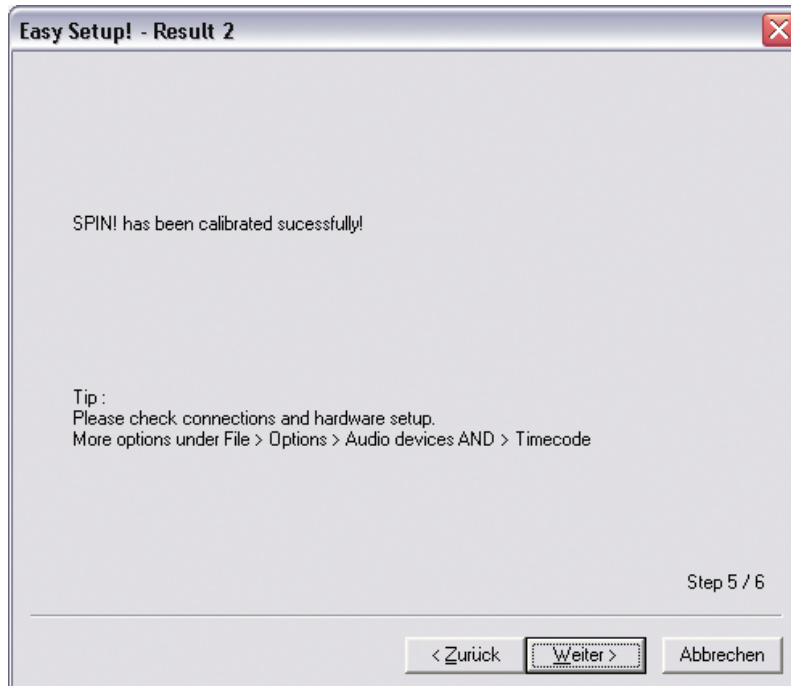 Easy Setup! - Result 2
SPIN! has been calibrated sucessfully!
Tip :
Please check connections and hardware setup.
More options under File > Options > Audio devices AND > Timecode
Step 5 / 6
< Zurück
Weiter >
Abbrechen